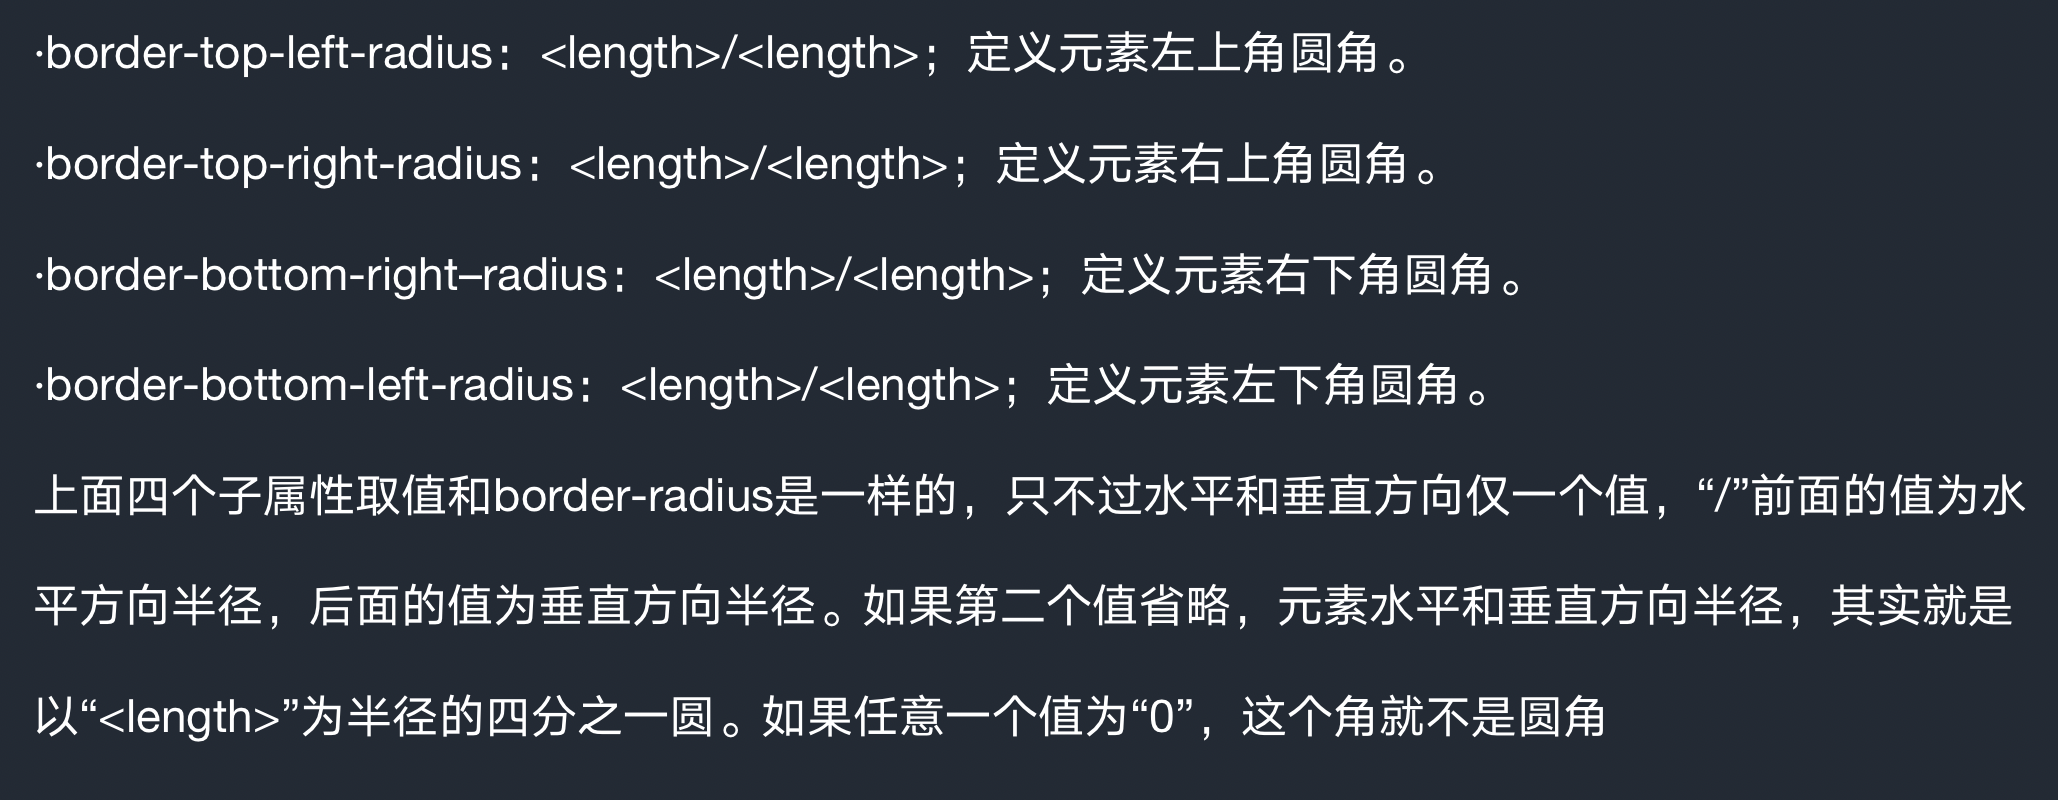 ·border-top-left-radius：<length>/<length>；定义元素左上角圆角。
·border-top-right-radius：<length>/<length>；定义元素右上角圆角。
·border-bottom-right–radius：<length>/<length>；定义元素右下角圆角。
·border-bottom-left-radius：<length>/<length>；定义元素左下角圆角。
上面四个子属性取值和border-radius是一样的，只不过水平和垂直方向仅一个值，“/”前面的值为水
平方向半径，后面的值为垂直方向半径。如果第二个值省略，元素水平和垂直方向半径，其实就是
以“<length>”为半径的四分之一圆。如果任意一个值为“0”，这个角就不是圆角